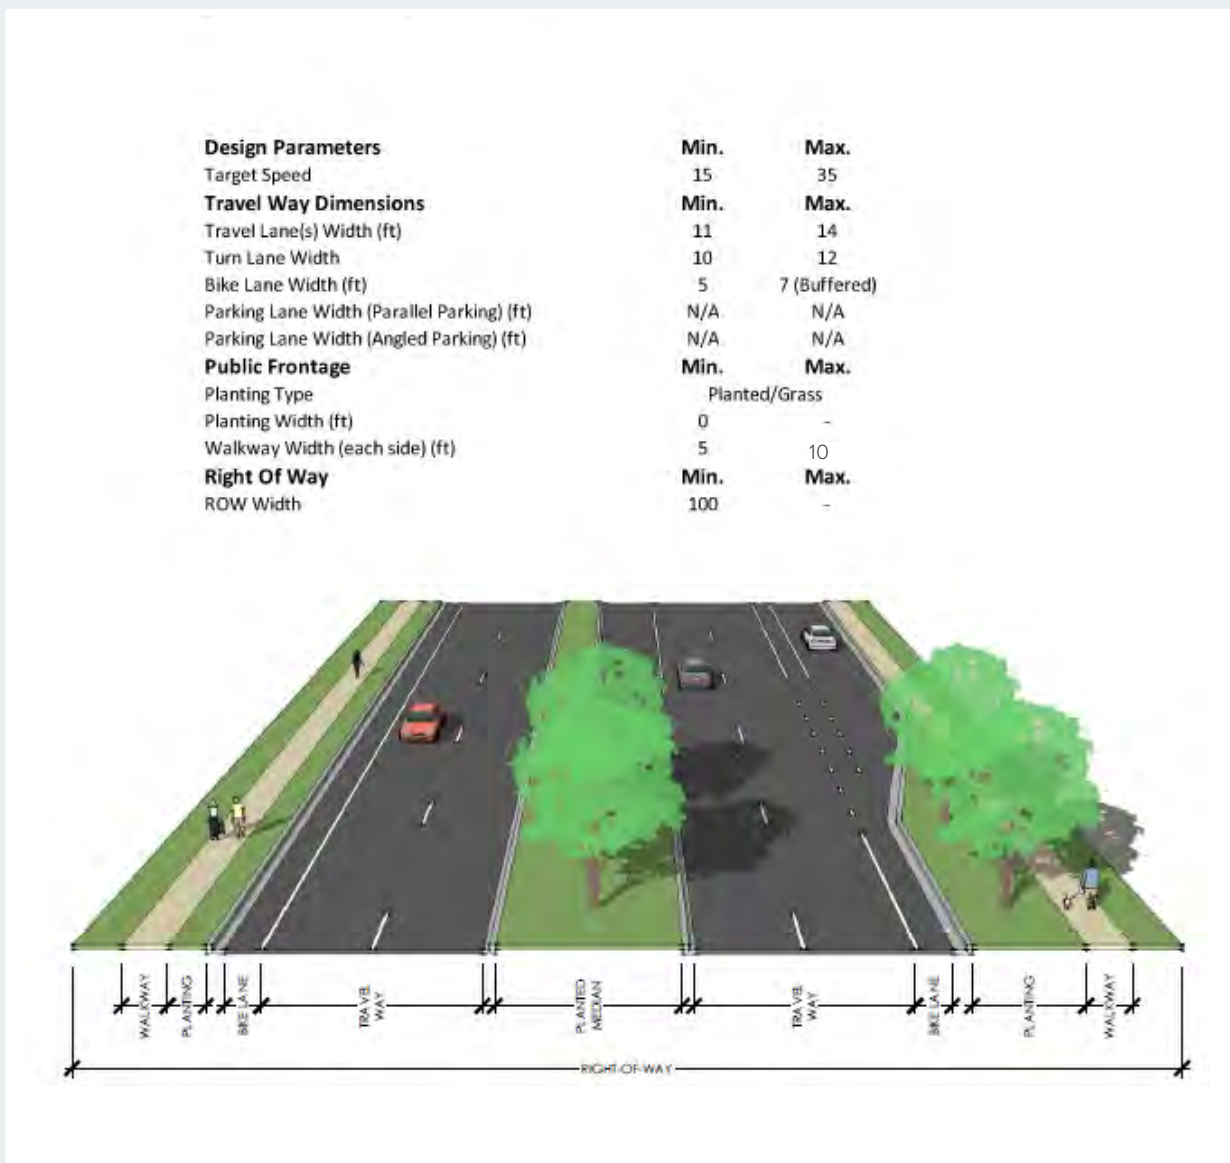 Design Parameters Min. Max.
Target Speed 15 35
Travel Way Dimensions Min. Max.
Travel Lane(s) Width (ft) 11 14
Turn Lane Width 10 12
Bike Lane Width (ft) 5 7 (Buffered)
Parking Lane Width (Parallel Parking) (ft) N/A N/A
Parking Lane Width (Angled Parking) (ft) N/A N/A
Public Frontage Min. Max.
Planting Type Planted/Grass
Planting Width (ft) 0 -
Walkway Width (each side) (ft) 5 10
Right Of Way Min. Max.
ROW Width 100 -
WALKWAY
PLANTING
BIKE LANE
TRAVEL
WAY
PLANTED
MEDIAN
TRAVEL
WAY
BIKE LANE
PLANTING
WALKWAY
RIGHT-OF-WAY